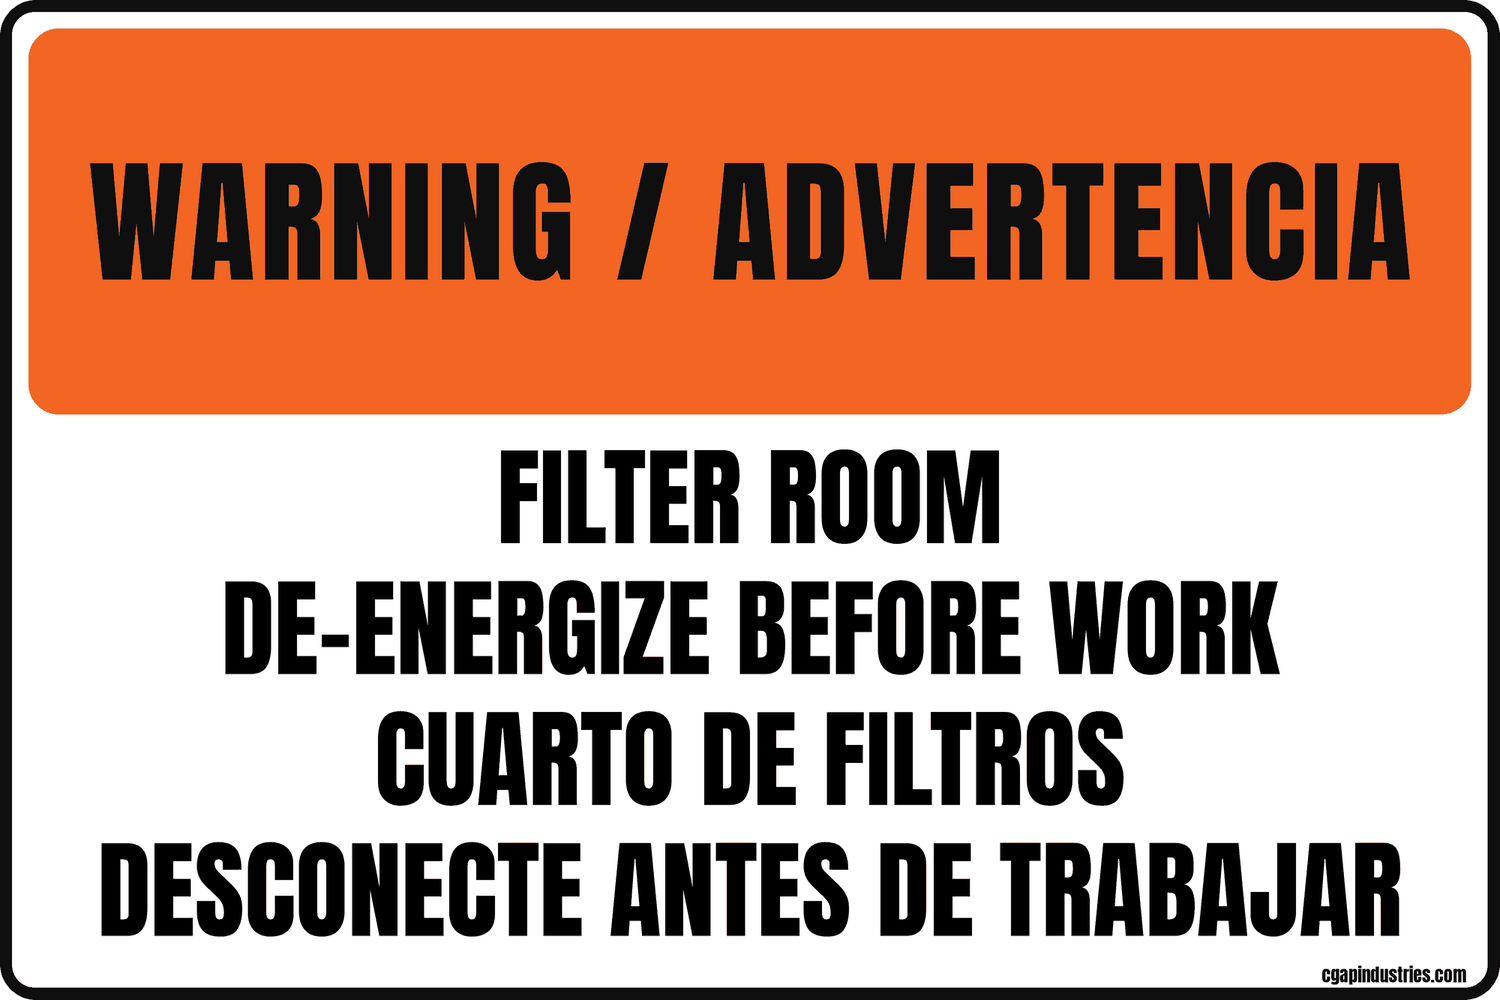 WARNING / ADVERTENCIA
FILTER ROOM
DE-ENERGIZE BEFORE WORK
CUARTO DE FILTROS
DESCONECTE ANTES DE TRABAJAR
cgapindustries.com